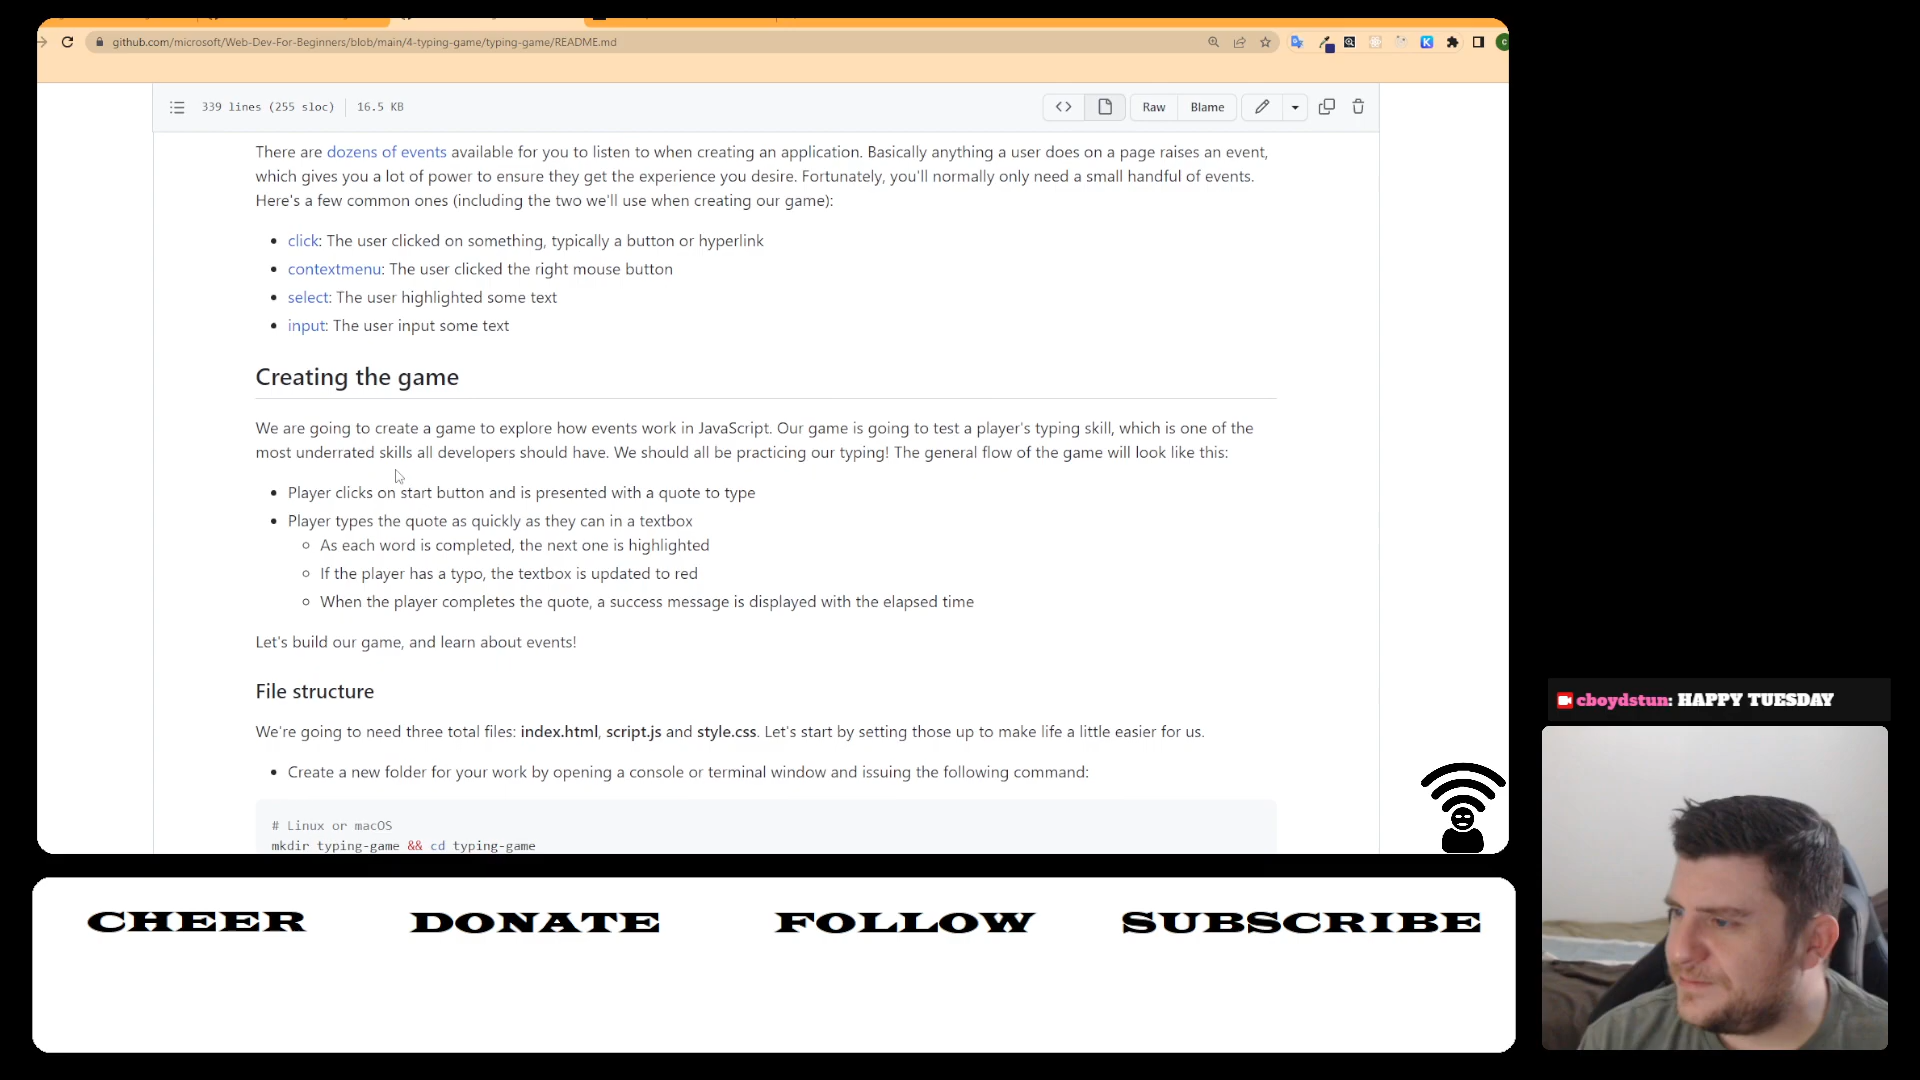 github.com/microsoft/Web-Dev-For-Beginners/blob/main/4-typing-game/typing-game/README.md
339 lines (255 sloc) 16.5 KB
Raw Blame
There are dozens of events available for you to listen to when creating an application. Basically anything a user does on a page raises an event,
which gives you a lot of power to ensure they get the experience you desire. Fortunately, you'll normally only need a small handful of events.
Here's a few common ones (including the two we'll use when creating our game):
• click: The user clicked on something, typically a button or hyperlink
• contextmenu: The user clicked the right mouse button
• select: The user highlighted some text
• input: The user input some text
Creating the game
We are going to create a game to explore how events work in JavaScript. Our game is going to test a player's typing skill, which is one of the
most underrated skills all developers should have. We should all be practicing our typing! The general flow of the game will look like this:
• Player clicks on start button and is presented with a quote to type
• Player types the quote as quickly as they can in a textbox
◦ As each word is completed, the next one is highlighted
◦ If the player has a typo, the textbox is updated to red
◦ When the player completes the quote, a success message is displayed with the elapsed time
Let's build our game, and learn about events!
File structure
We're going to need three total files: index.html, script.js and style.css. Let's start by setting those up to make life a little easier for us.
• Create a new folder for your work by opening a console or terminal window and issuing the following command:
# Linux or macOS
mkdir typing-game && cd typing-game
cboydstun: HAPPY TUESDAY
CHEER DONATE FOLLOW SUBSCRIBE